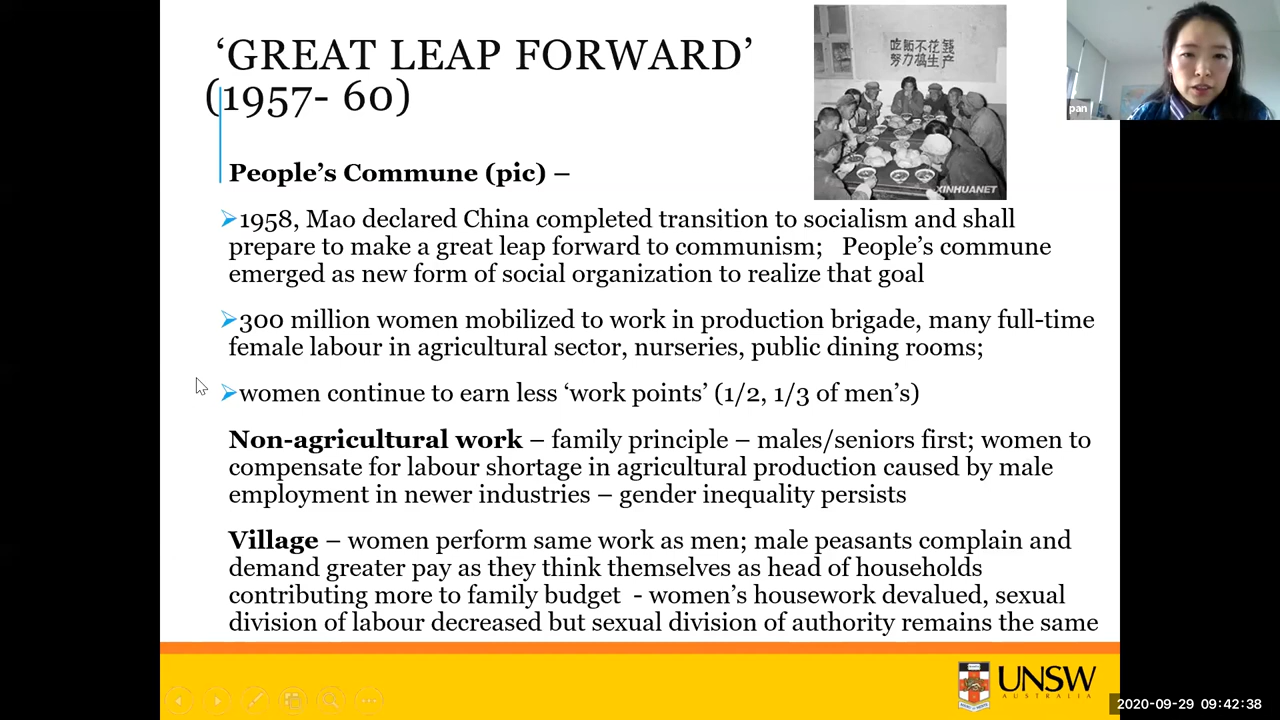 ‘GREAT LEAP FORWARD’
(1957- 60)
吃飯不花錢
努力搞生产
XINHUANET
pan
People’s Commune (pic) –
➢1958, Mao declared China completed transition to socialism and shall
prepare to make a great leap forward to communism; People’s commune
emerged as new form of social organization to realize that goal
➢300 million women mobilized to work in production brigade, many full-time
female labour in agricultural sector, nurseries, public dining rooms;
➢women continue to earn less ‘work points’ (1/2, 1/3 of men’s)
Non-agricultural work – family principle – males/seniors first; women to
compensate for labour shortage in agricultural production caused by male
employment in newer industries – gender inequality persists
Village – women perform same work as men; male peasants complain and
demand greater pay as they think themselves as head of households
contributing more to family budget - women’s housework devalued, sexual
division of labour decreased but sexual division of authority remains the same
UNSW
AUSTRALIA
2020-09-29 09:42:38